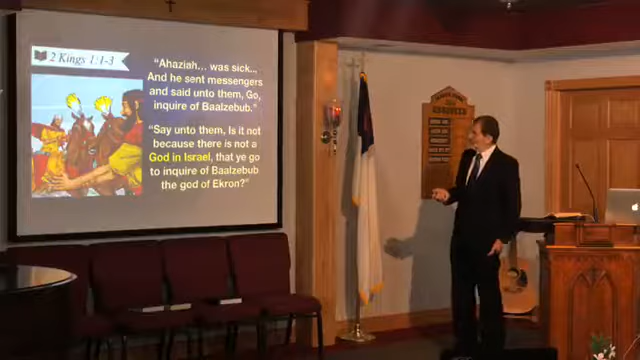 2 Kings 1:1-3
"Ahaziah... was sick...
And he sent messengers
and said unto them, Go,
inquire of Baalzebub."
"Say unto them, Is it not
because there is not a
God in Israel, that ye go
to inquire of Baalzebub
the god of Ekron?"